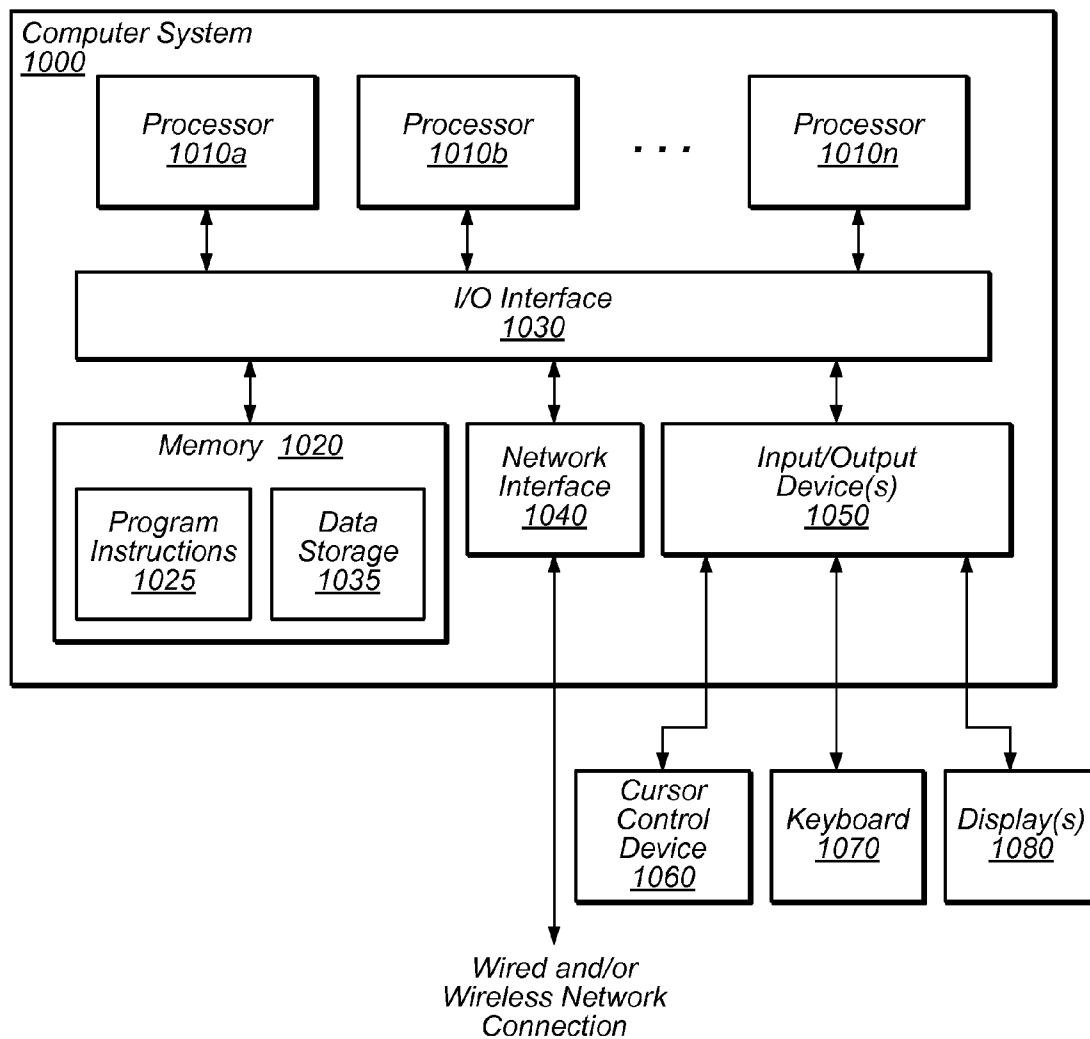 Computer System
1000
Processor
1010a
Processor
1010b
. . .
Processor
1010n
I/O Interface
1030
Memory 1020
Program
Instructions
1025
Data
Storage
1035
Network
Interface
1040
Input/Output
Device(s)
1050
Cursor
Control
Device
1060
Keyboard
1070
Display(s)
1080
Wired and/or
Wireless Network
Connection